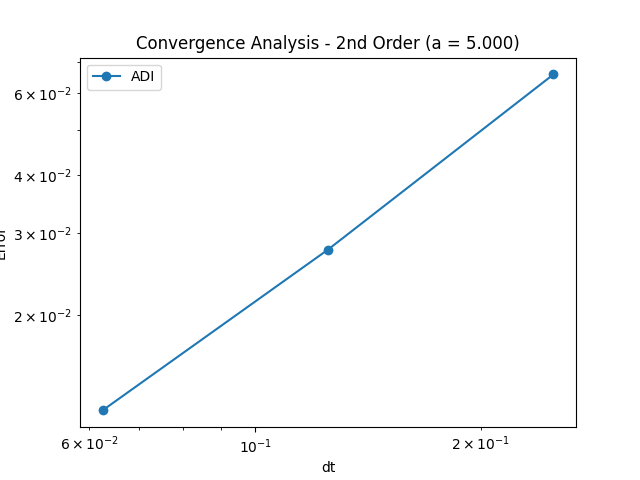 Convergence Analysis - 2nd Order (a = 5.000)
ADI
6 × 10⁻²
4 × 10⁻²
3 × 10⁻²
2 × 10⁻²
Error
6 × 10⁻²
10⁻¹
2 × 10⁻¹
dt